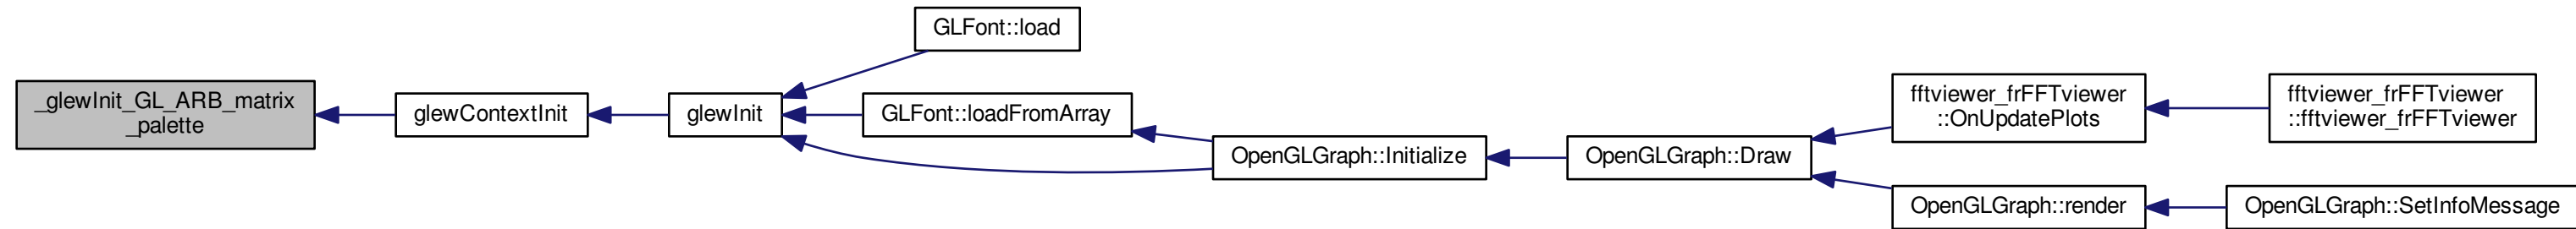 GLFont::load
_glewInit_GL_ARB_matrix
_palette
glewContextInit
glewInit
GLFont::loadFromArray
OpenGLGraph::Initialize
OpenGLGraph::Draw
fftviewer_frFFTviewer
::OnUpdatePlots
fftviewer_frFFTviewer
::fftviewer_frFFTviewer
OpenGLGraph::render
OpenGLGraph::SetInfoMessage